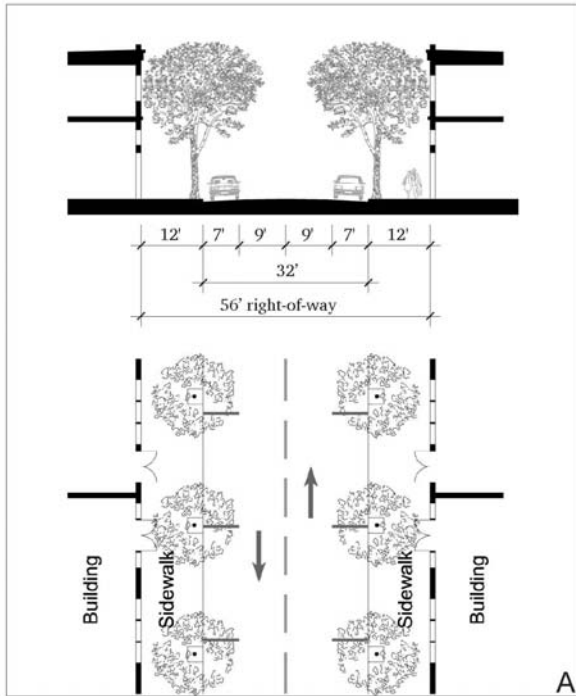 12' 7' 9' 9' 7' 12'
32'
56' right-of-way
Building
Sidewalk
Sidewalk
Building
A